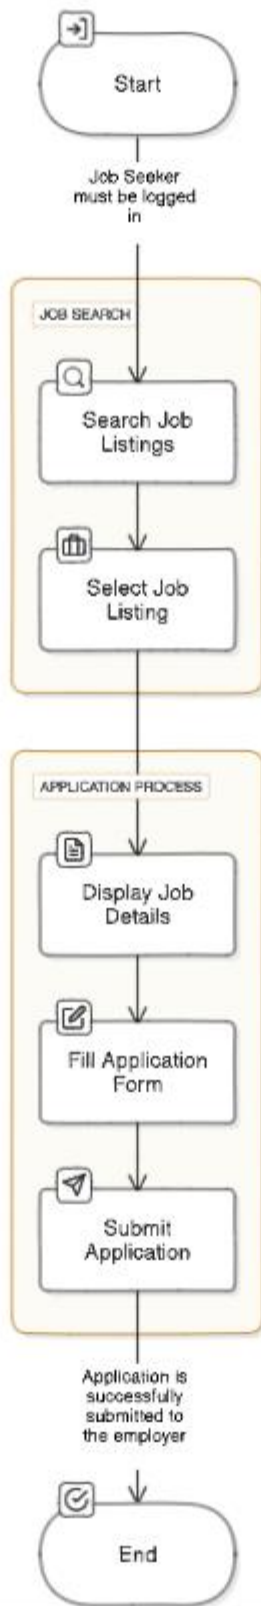 Start
Job Seeker
must be logged
in
JOB SEARCH
Search Job
Listings
Select Job
Listing
APPLICATION PROCESS
Display Job
Details
Fill Application
Form
Submit
Application
Application is
successfully
submitted to
the employer
End